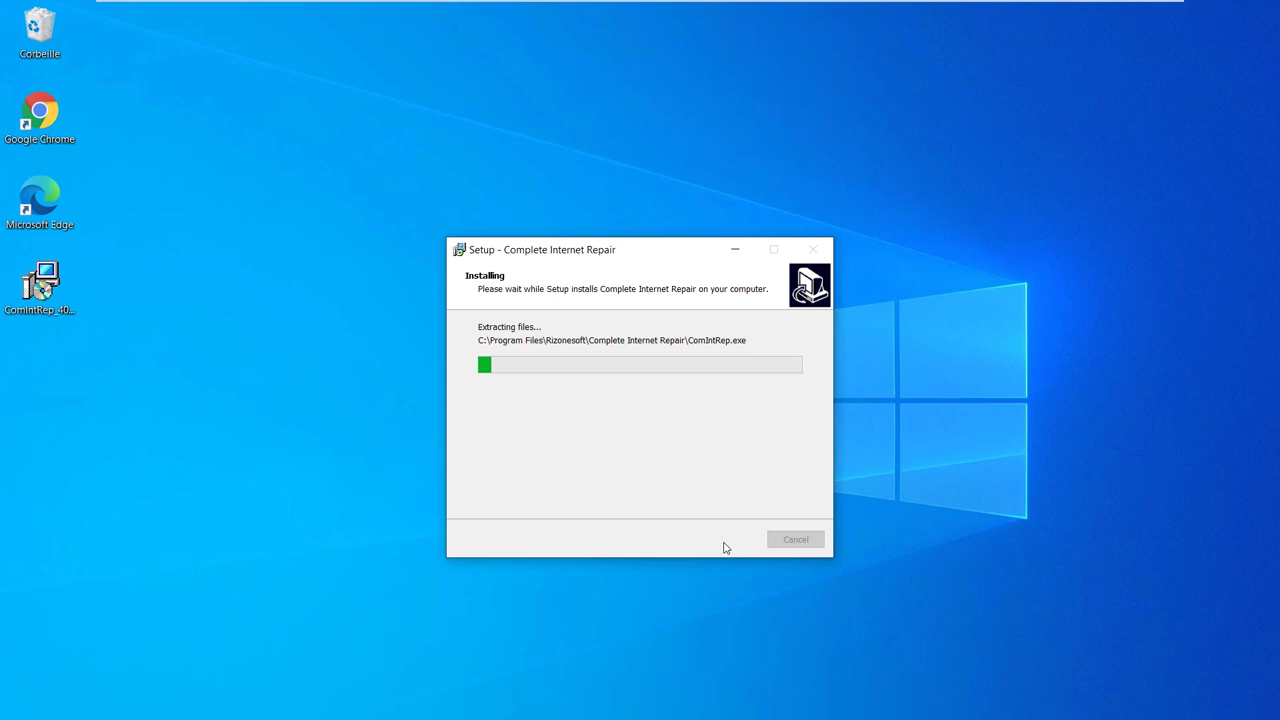 Corbeille
Google Chrome
Microsoft Edge
ComIntRep_40...
Setup - Complete Internet Repair
Installing
Please wait while Setup installs Complete Internet Repair on your computer.
Extracting files...
C:\Program Files\Rizonesoft\Complete Internet Repair\ComIntRep.exe
Cancel